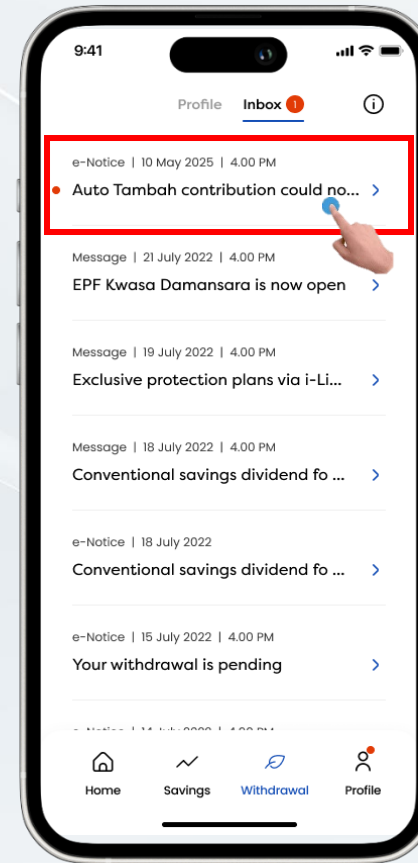 9:41
Profile Inbox 1
e-Notice | 10 May 2025 | 4.00 PM
Auto Tambah contribution could no...
Message | 21 July 2022 | 4.00 PM
EPF Kwasa Damansara is now open
Message | 19 July 2022 | 4.00 PM
Exclusive protection plans via i-Li...
Message | 18 July 2022 | 4.00 PM
Conventional savings dividend fo ...
e-Notice | 18 July 2022
Conventional savings dividend fo ...
e-Notice | 15 July 2022 | 4.00 PM
Your withdrawal is pending
Home Savings Withdrawal Profile